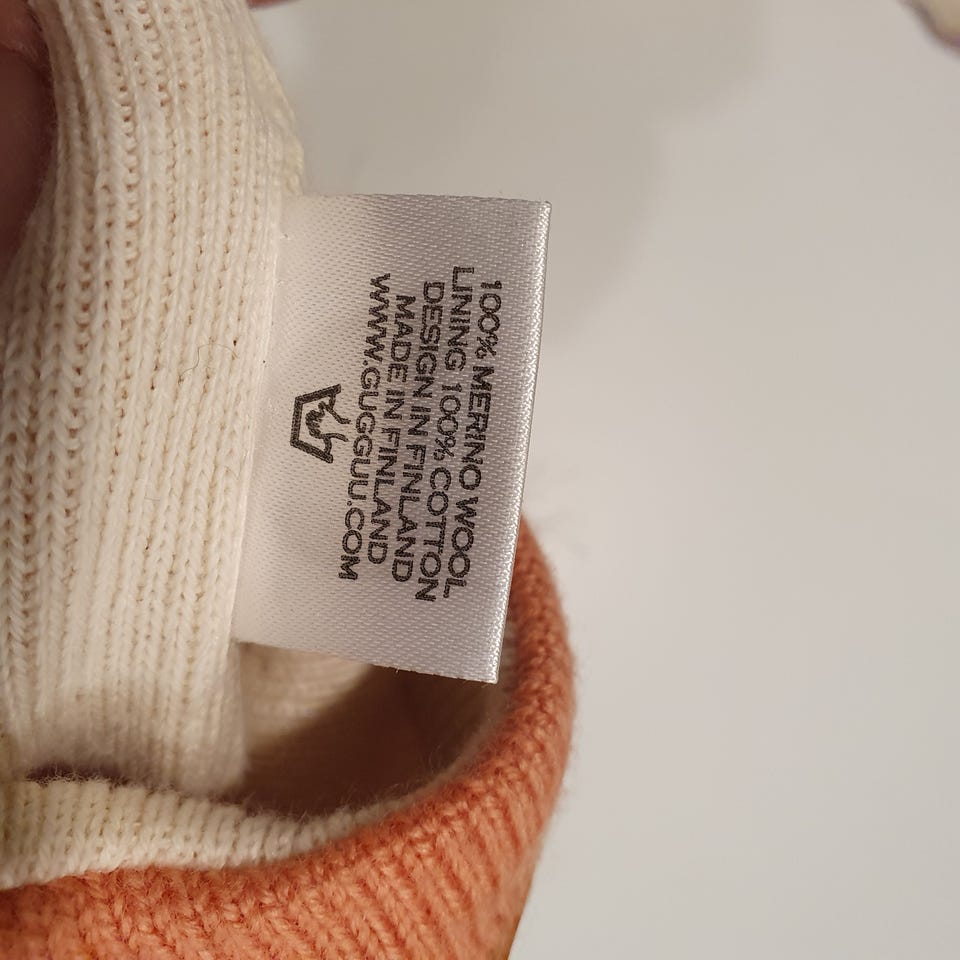 100% MERINO WOOL
LINING 100% COTTON
DESIGN IN FINLAND
MADE IN FINLAND
WWW.GUGGUU.COM